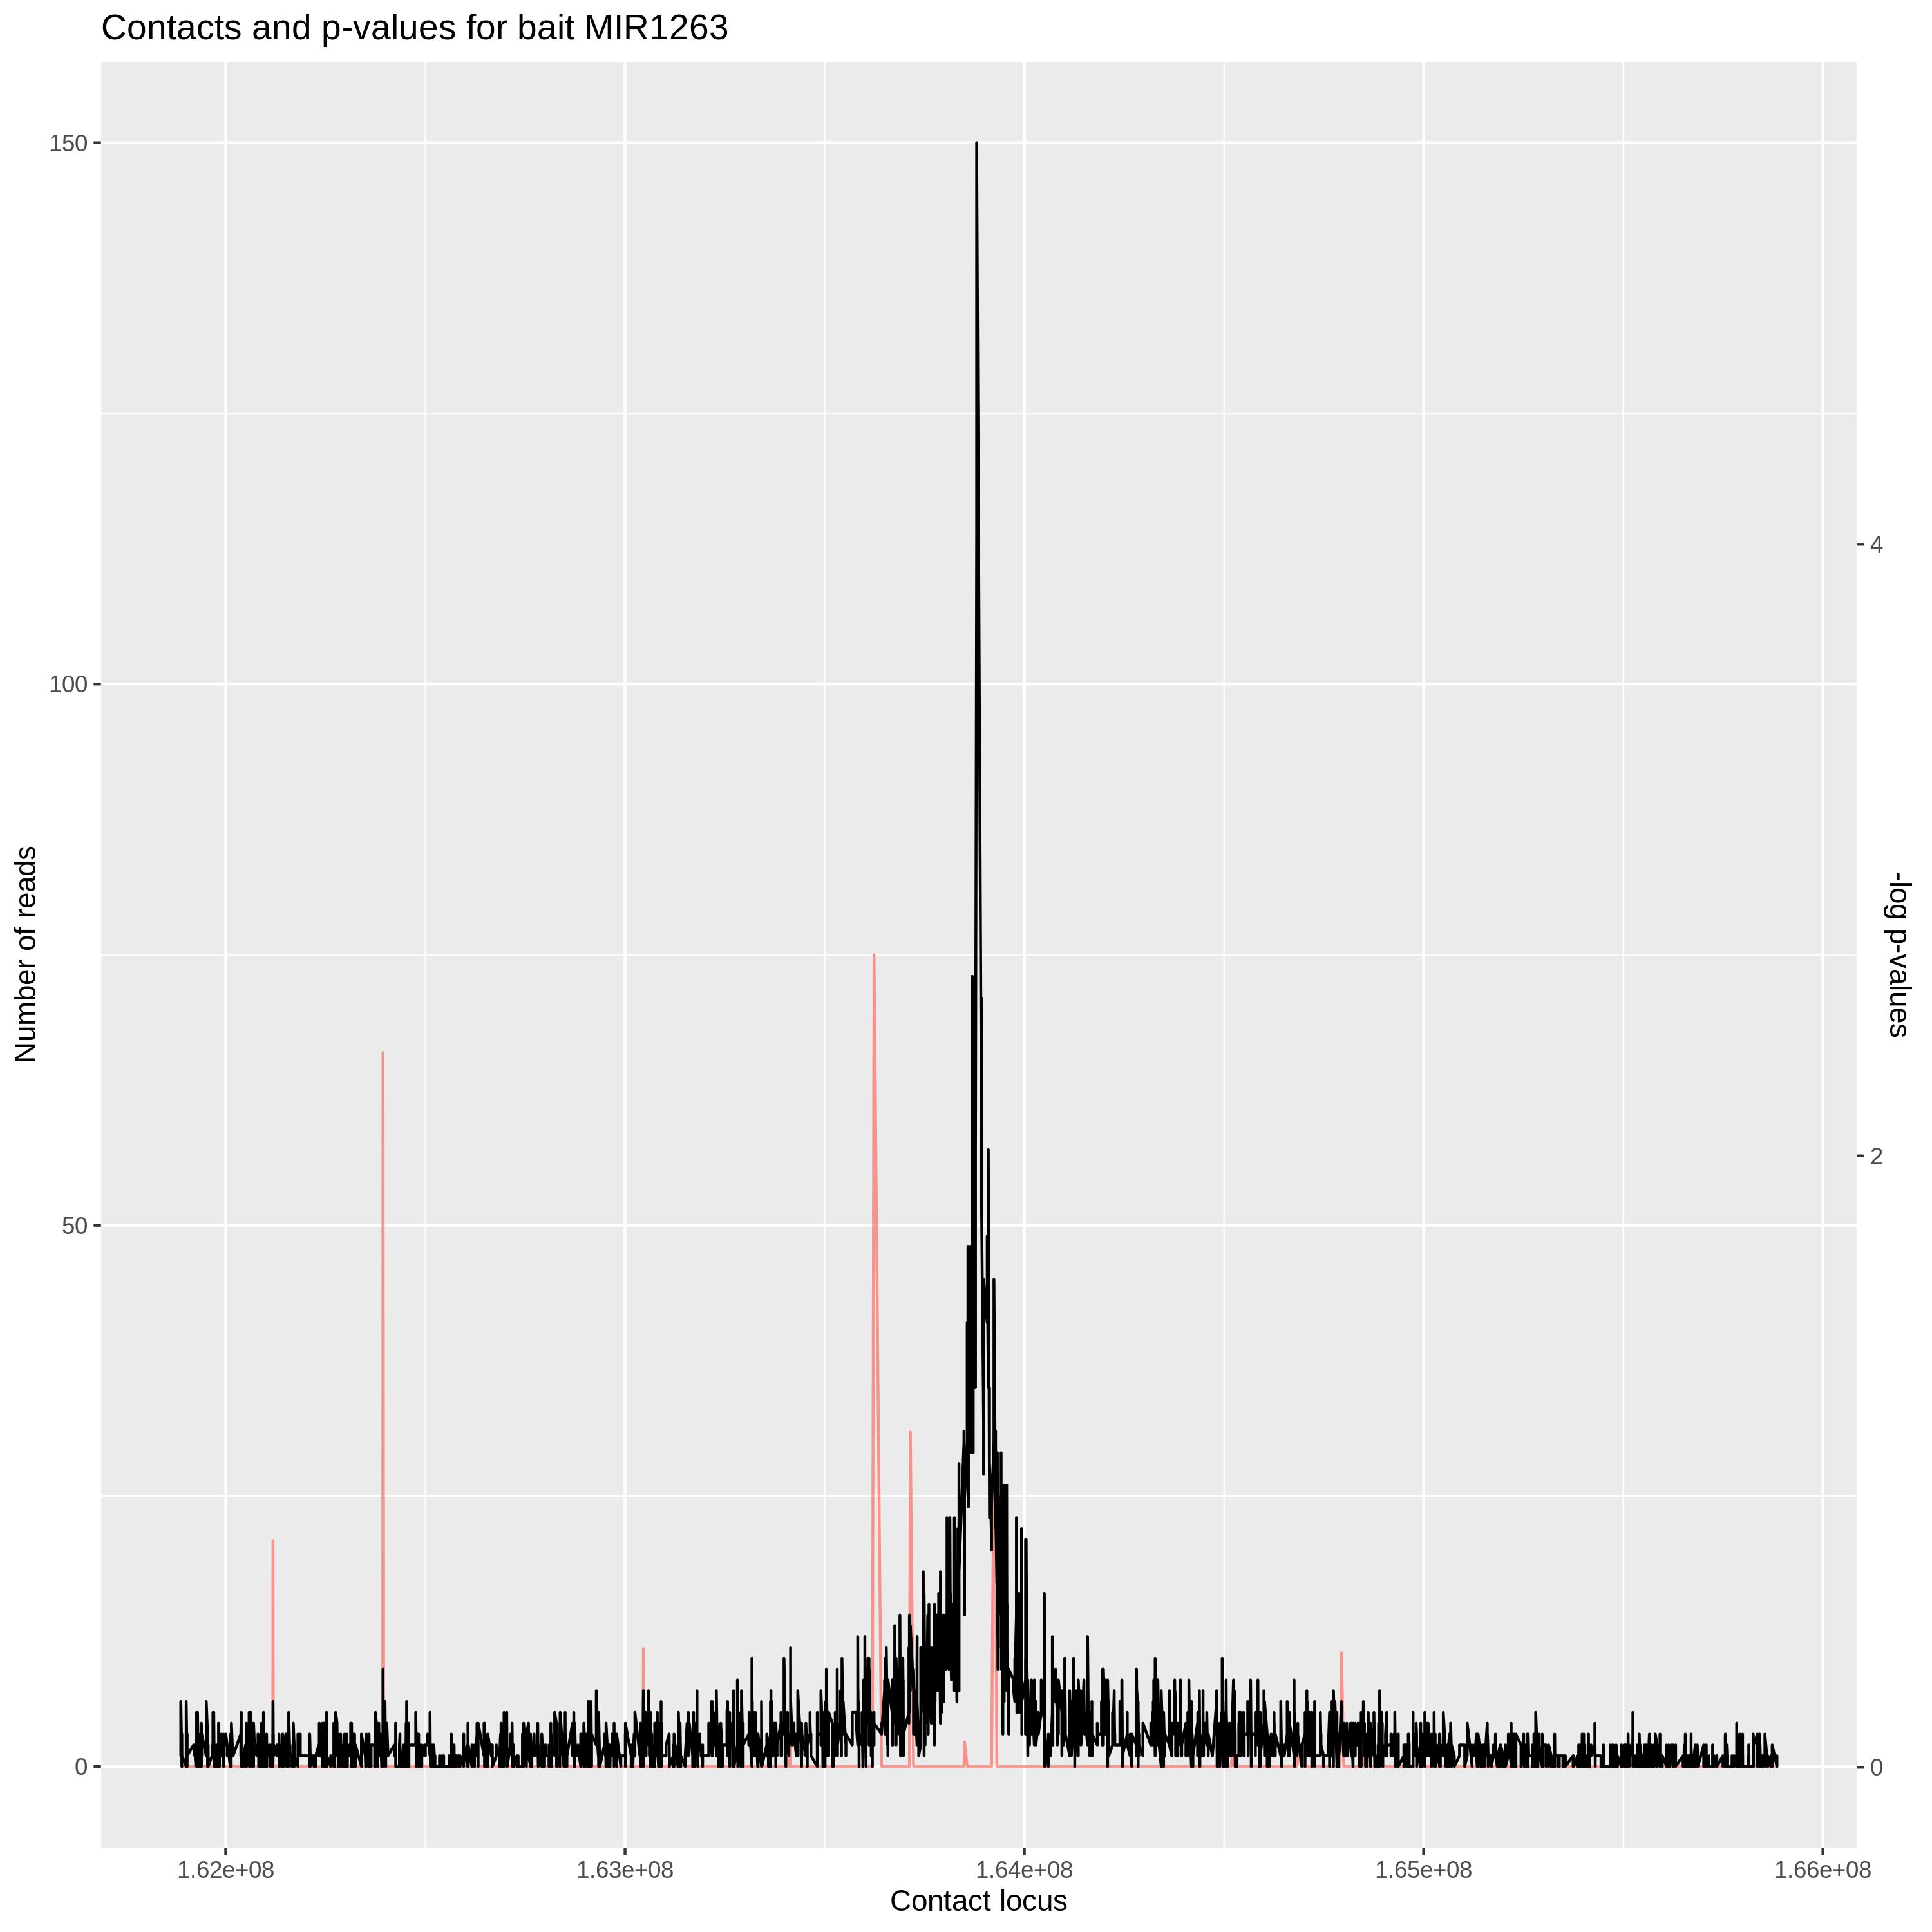 Contacts and p-values for bait MIR1263
150
100
50
0
Number of reads
4
2
0
-log p-values
1.62e+08
1.63e+08
1.64e+08
1.65e+08
1.66e+08
Contact locus